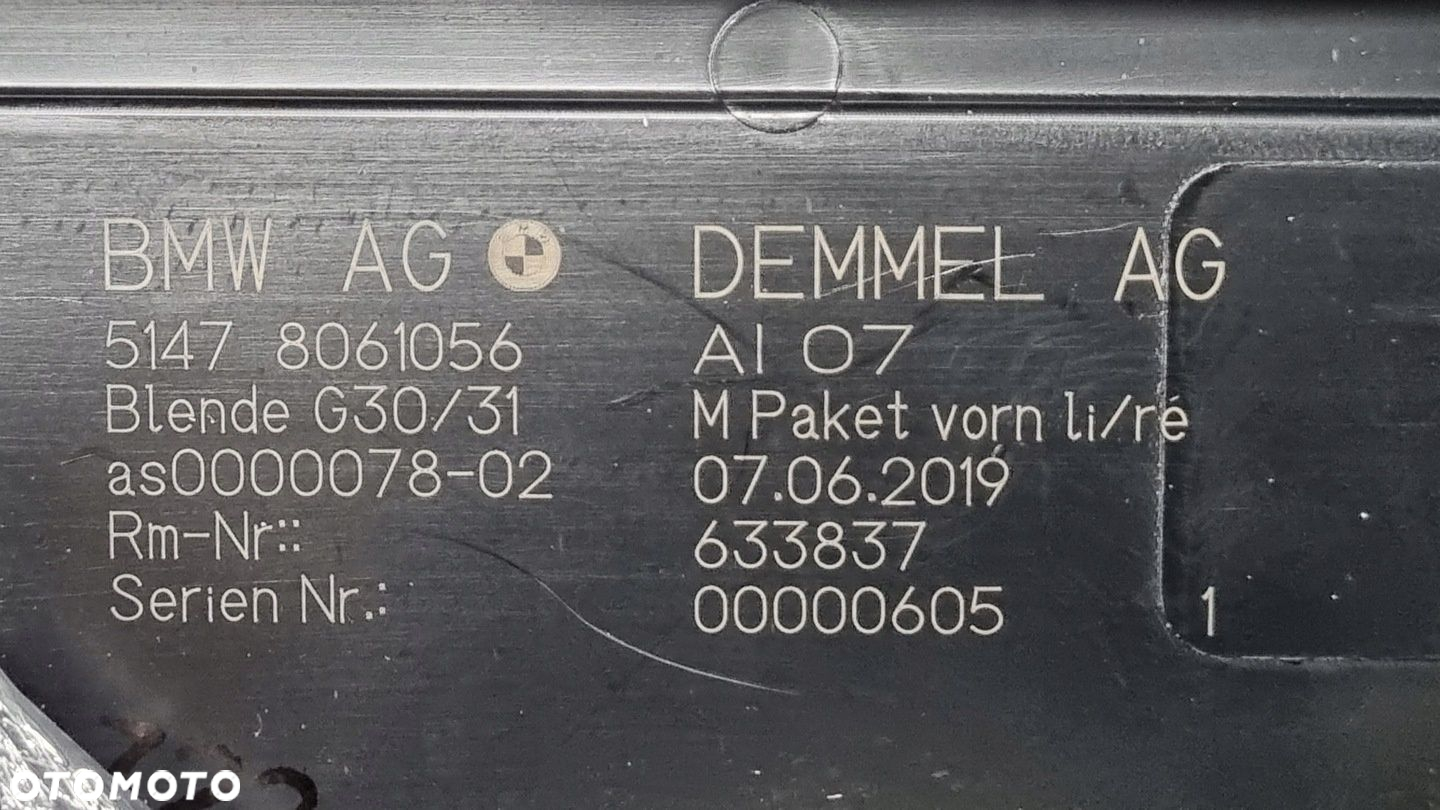 BMW AG DEMMEL AG
5147 8061056 AI 07
Blende G30/31 M Paket vorn li/ré
as0000078-02 07.06.2019
Rm-Nr:: 633837
Serien Nr.: 00000605 1
OTOMOTO